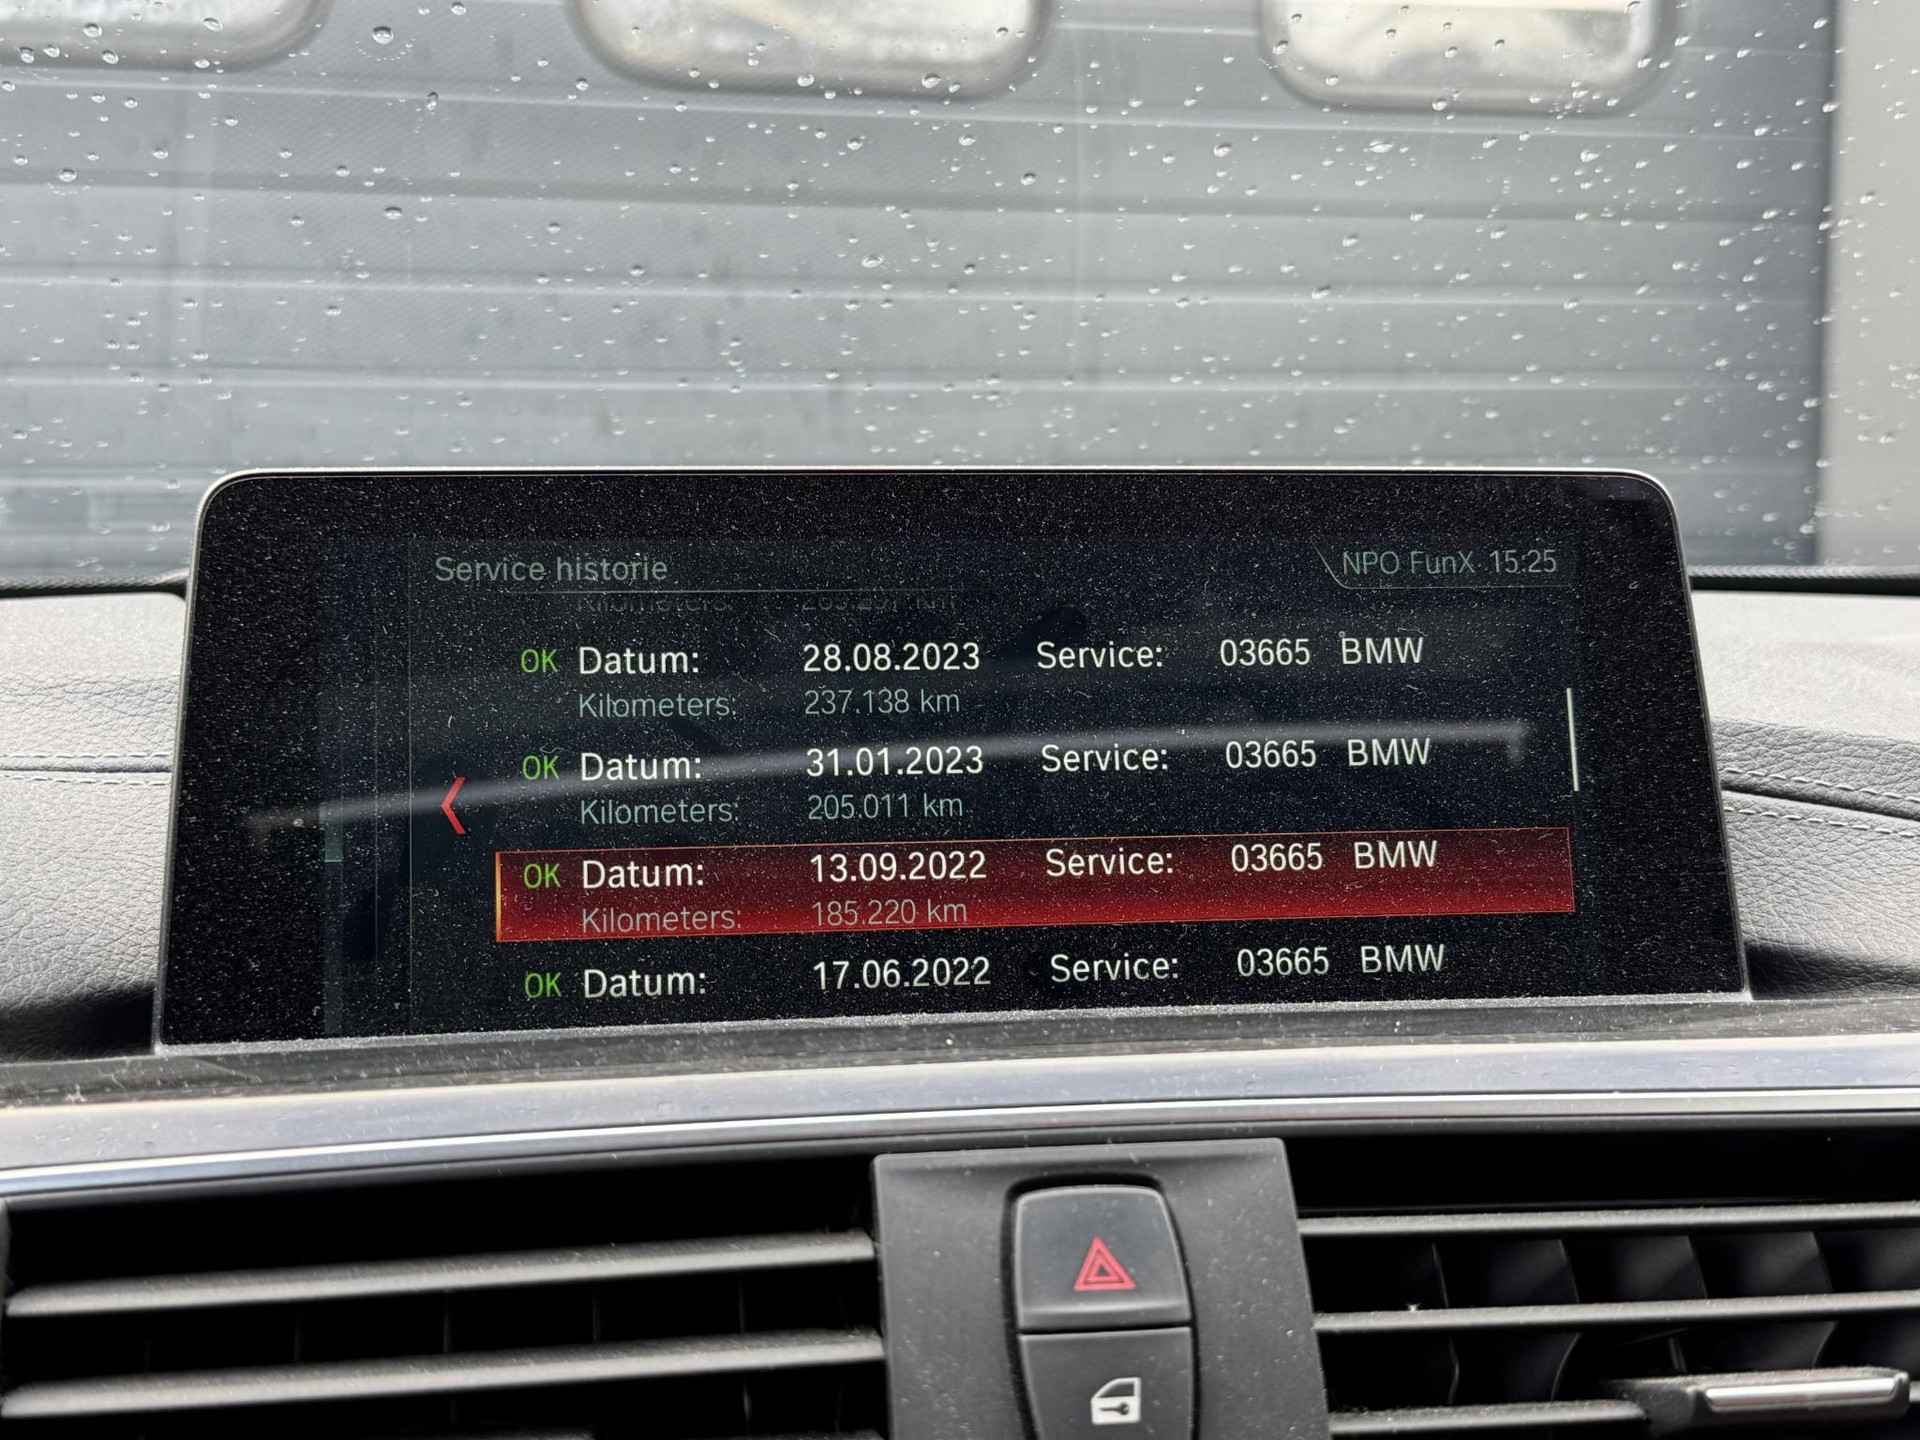 Service historie
NPO FunX 15:25
Kilometers: km
OK Datum: 28.08.2023 Service: 03665 BMW
Kilometers: 237.138 km
OK Datum: 31.01.2023 Service: 03665 BMW
Kilometers: 205.011 km
OK Datum: 13.09.2022 Service: 03665 BMW
Kilometers: 185.220 km
OK Datum: 17.06.2022 Service: 03665 BMW